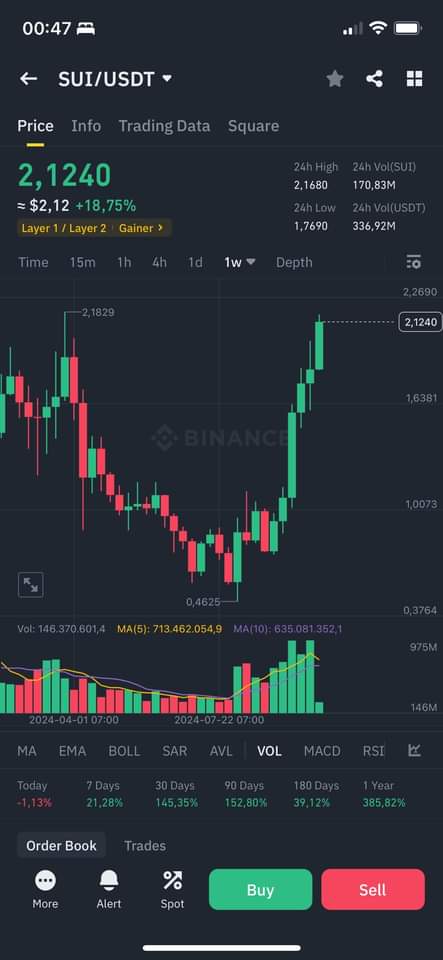 00:47
SUI/USDT
Price Info Trading Data Square
2,1240
≈ $2,12 +18,75%
Layer 1 / Layer 2 Gainer
24h High 24h Vol(SUI)
2,1680 170,83M
24h Low 24h Vol(USDT)
1,7690 336,92M
Time 15m 1h 4h 1d 1w Depth
2,2690
2,1829
2,1240
1,6381
BINANCE
1,0073
0,4625
0,3764
Vol: 146.370.601,4 MA(5): 713.462.054,9 MA(10): 635.081.352,1
975M
146M
2024-04-01 07:00 2024-07-22 07:00
MA EMA BOLL SAR AVL VOL MACD RSI
Today 7 Days 30 Days 90 Days 180 Days 1 Year
-1,13% 21,28% 145,35% 152,80% 39,12% 385,82%
Order Book Trades
More Alert Spot Buy Sell